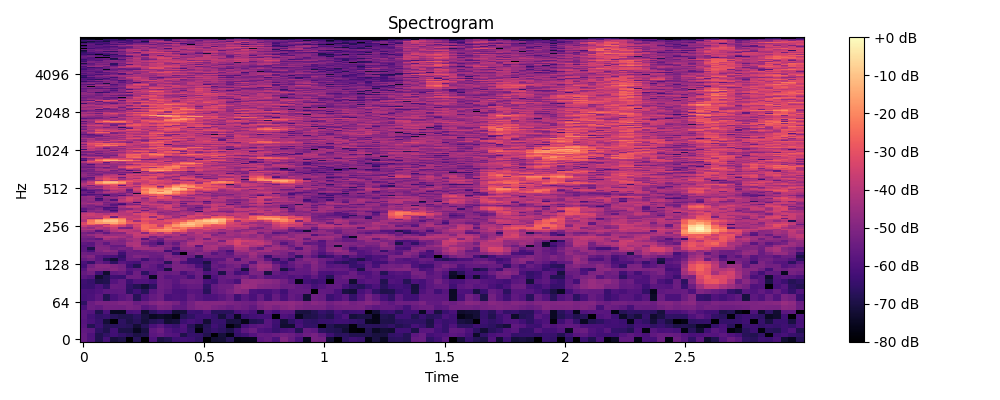 Spectrogram
+0 dB
4096
-10 dB
2048
-20 dB
1024
-30 dB
Hz
512
-40 dB
256
-50 dB
128
-60 dB
64
-70 dB
0
-80 dB
0 0.5 1 1.5 2 2.5
Time